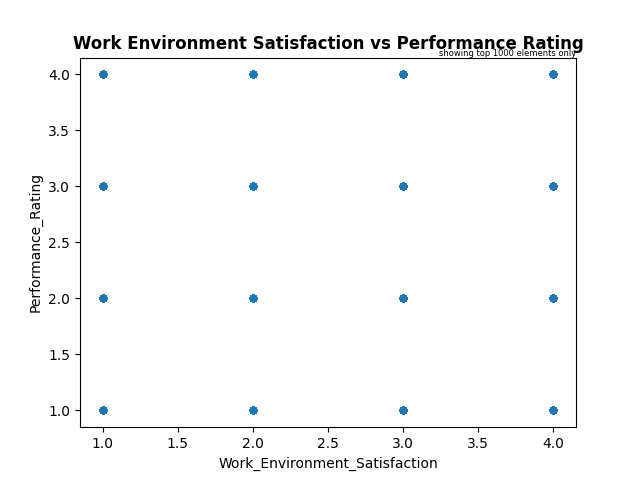 Work Environment Satisfaction vs Performance Rating
showing top 1000 elements only
4.0
3.5
3.0
2.5
2.0
1.5
1.0
Performance_Rating
1.0 1.5 2.0 2.5 3.0 3.5 4.0
Work_Environment_Satisfaction